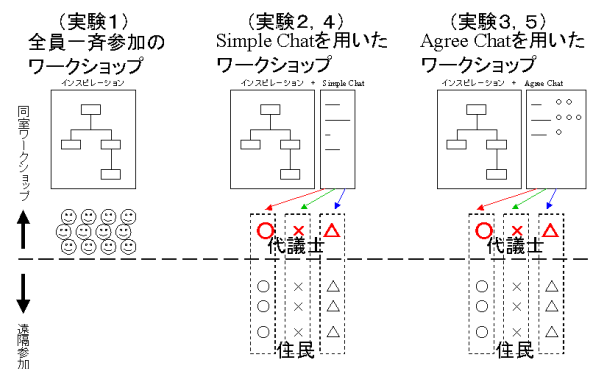 (実験1)
全員一斉参加の
ワークショップ
インスピレーション
(実験2, 4)
Simple Chatを用いた
ワークショップ
インスピレーション + Simple Chat
(実験3, 5)
Agree Chatを用いた
ワークショップ
インスピレーション + Agree Chat
同室ワークショップ
遠隔参加
代議士
住民
代議士
住民